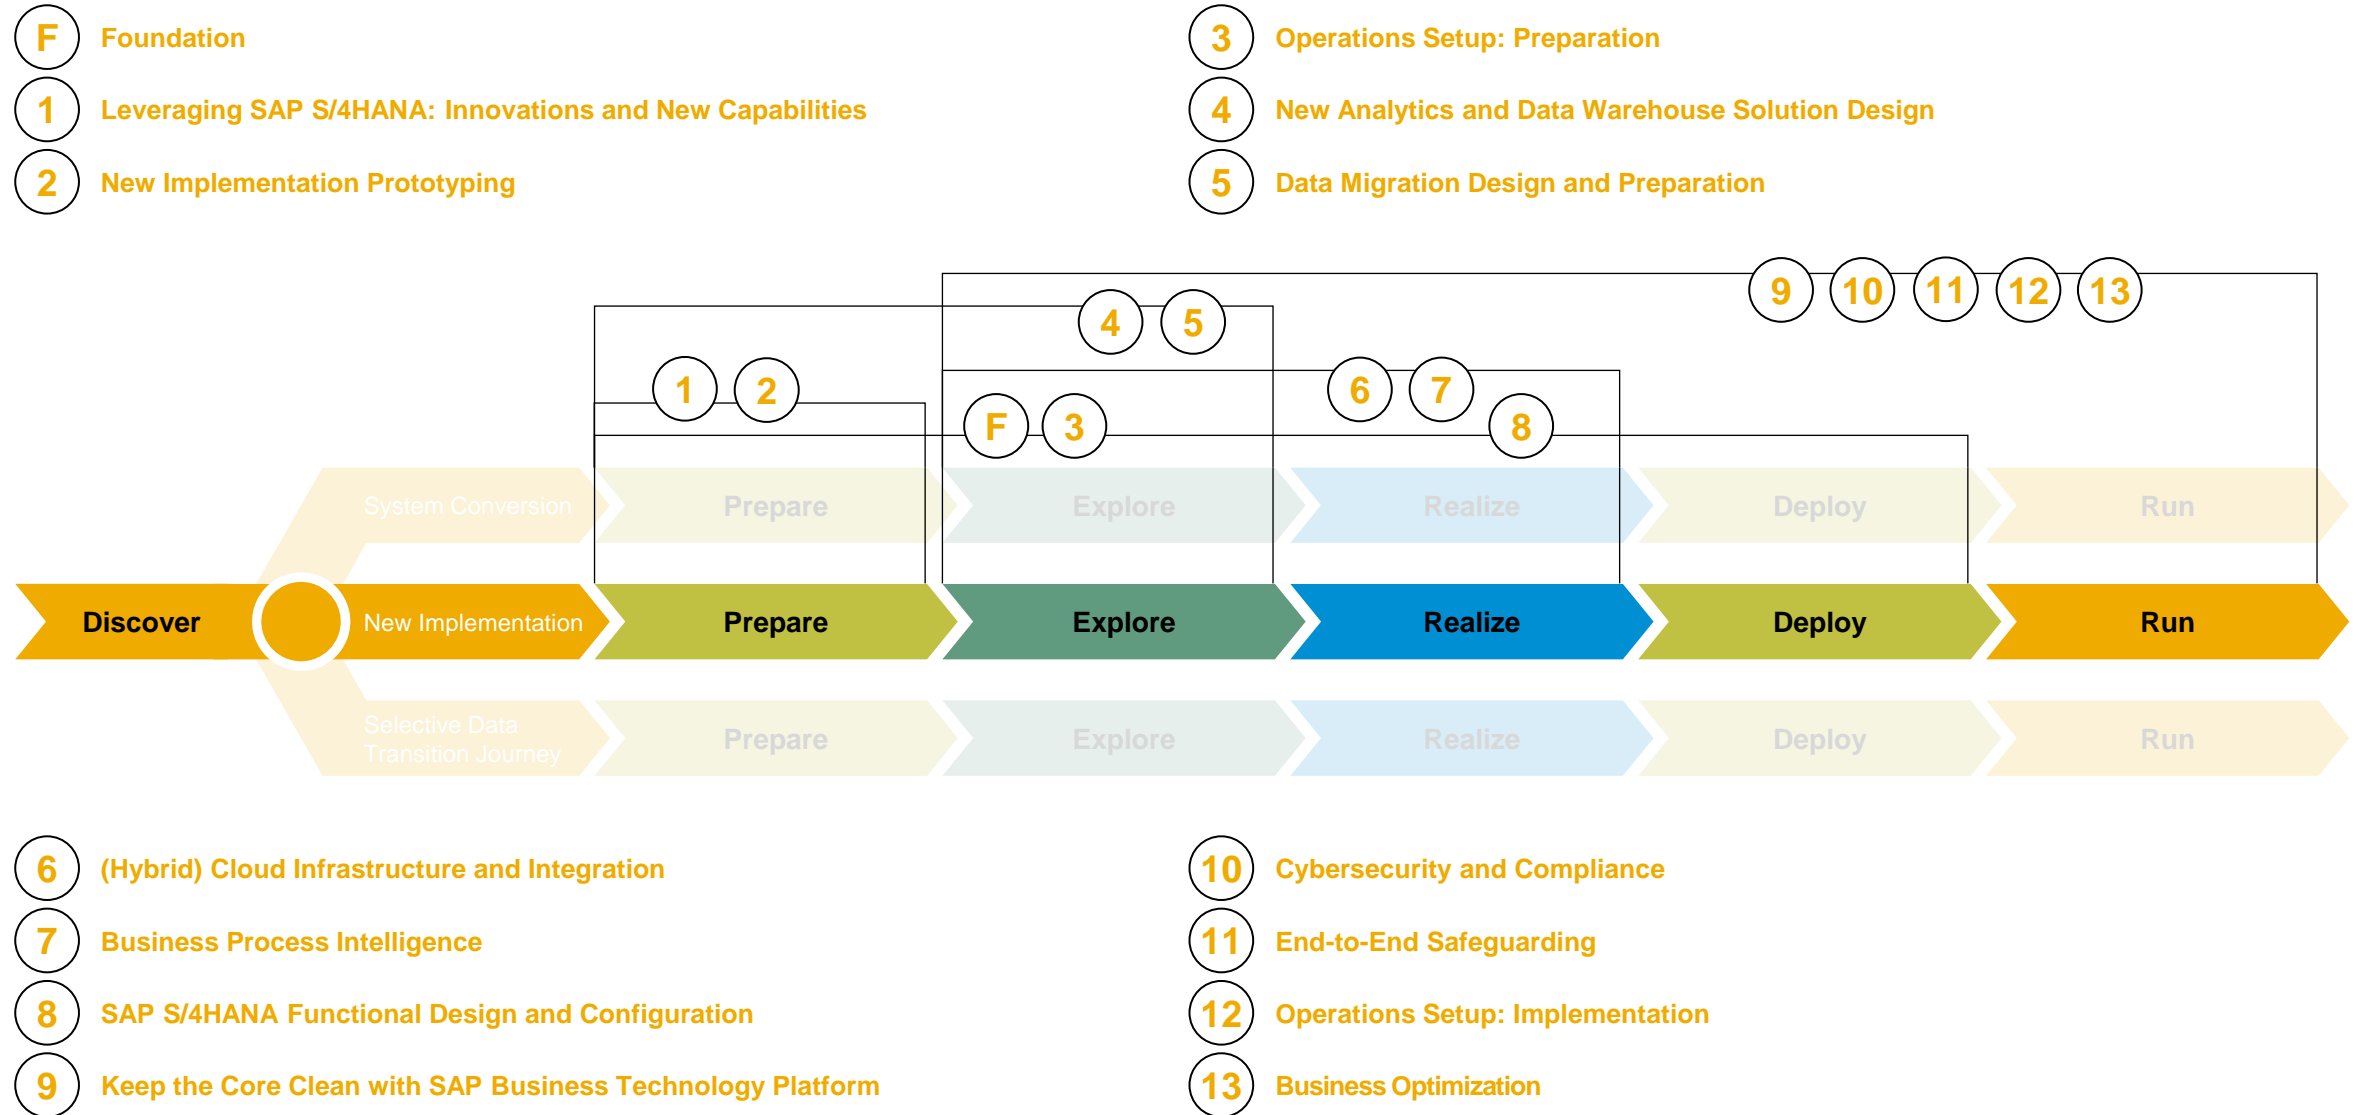 F Foundation
1 Leveraging SAP S/4HANA: Innovations and New Capabilities
2 New Implementation Prototyping
3 Operations Setup: Preparation
4 New Analytics and Data Warehouse Solution Design
5 Data Migration Design and Preparation
9 10 11 12 13
4 5
1 2
6 7
F 3
8
System Conversion
Prepare
Explore
Realize
Deploy
Run
Discover
New Implementation
Prepare
Explore
Realize
Deploy
Run
Selective Data
Transition Journey
Prepare
Explore
Realize
Deploy
Run
6 (Hybrid) Cloud Infrastructure and Integration
7 Business Process Intelligence
8 SAP S/4HANA Functional Design and Configuration
9 Keep the Core Clean with SAP Business Technology Platform
10 Cybersecurity and Compliance
11 End-to-End Safeguarding
12 Operations Setup: Implementation
13 Business Optimization